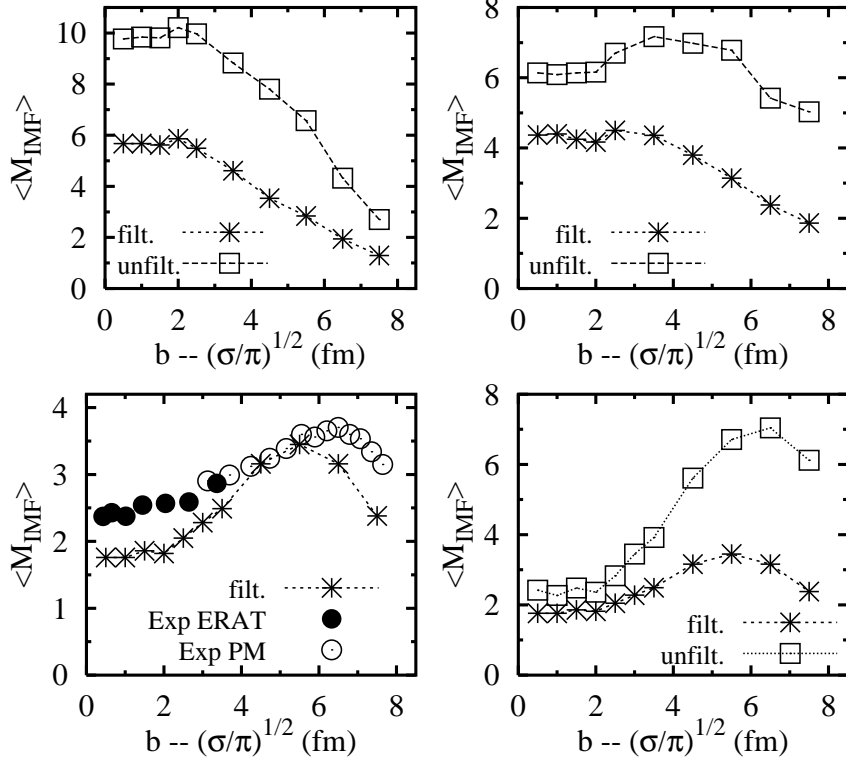 <M_IMF>
10
8
6
4
2
0
filt.
unfilt.
0 2 4 6 8
b -- (σ/π)^1/2 (fm)
<M_IMF>
8
6
4
2
0
filt.
unfilt.
0 2 4 6 8
b -- (σ/π)^1/2 (fm)
<M_IMF>
4
3
2
1
0
filt.
Exp ERAT
Exp PM
0 2 4 6 8
b -- (σ/π)^1/2 (fm)
<M_IMF>
8
6
4
2
0
filt.
unfilt.
0 2 4 6 8
b -- (σ/π)^1/2 (fm)